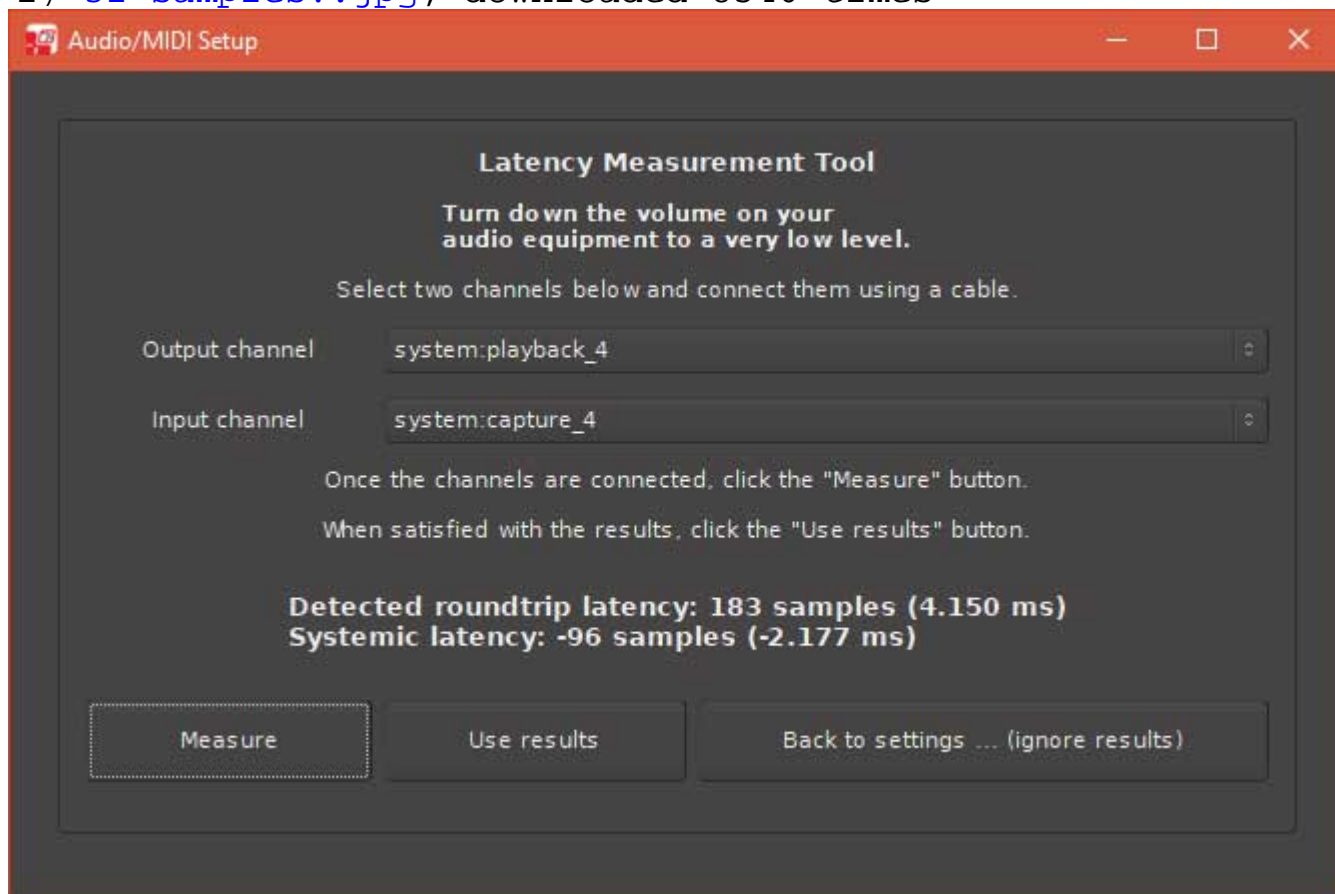 Audio/MIDI Setup
Latency Measurement Tool
Turn down the volume on your
audio equipment to a very low level.
Select two channels below and connect them using a cable.
Output channel system:playback_4
Input channel system:capture_4
Once the channels are connected, click the "Measure" button.
When satisfied with the results, click the "Use results" button.
Detected roundtrip latency: 183 samples (4.150 ms)
Systemic latency: -96 samples (-2.177 ms)
Measure Use results Back to settings ... (ignore results)